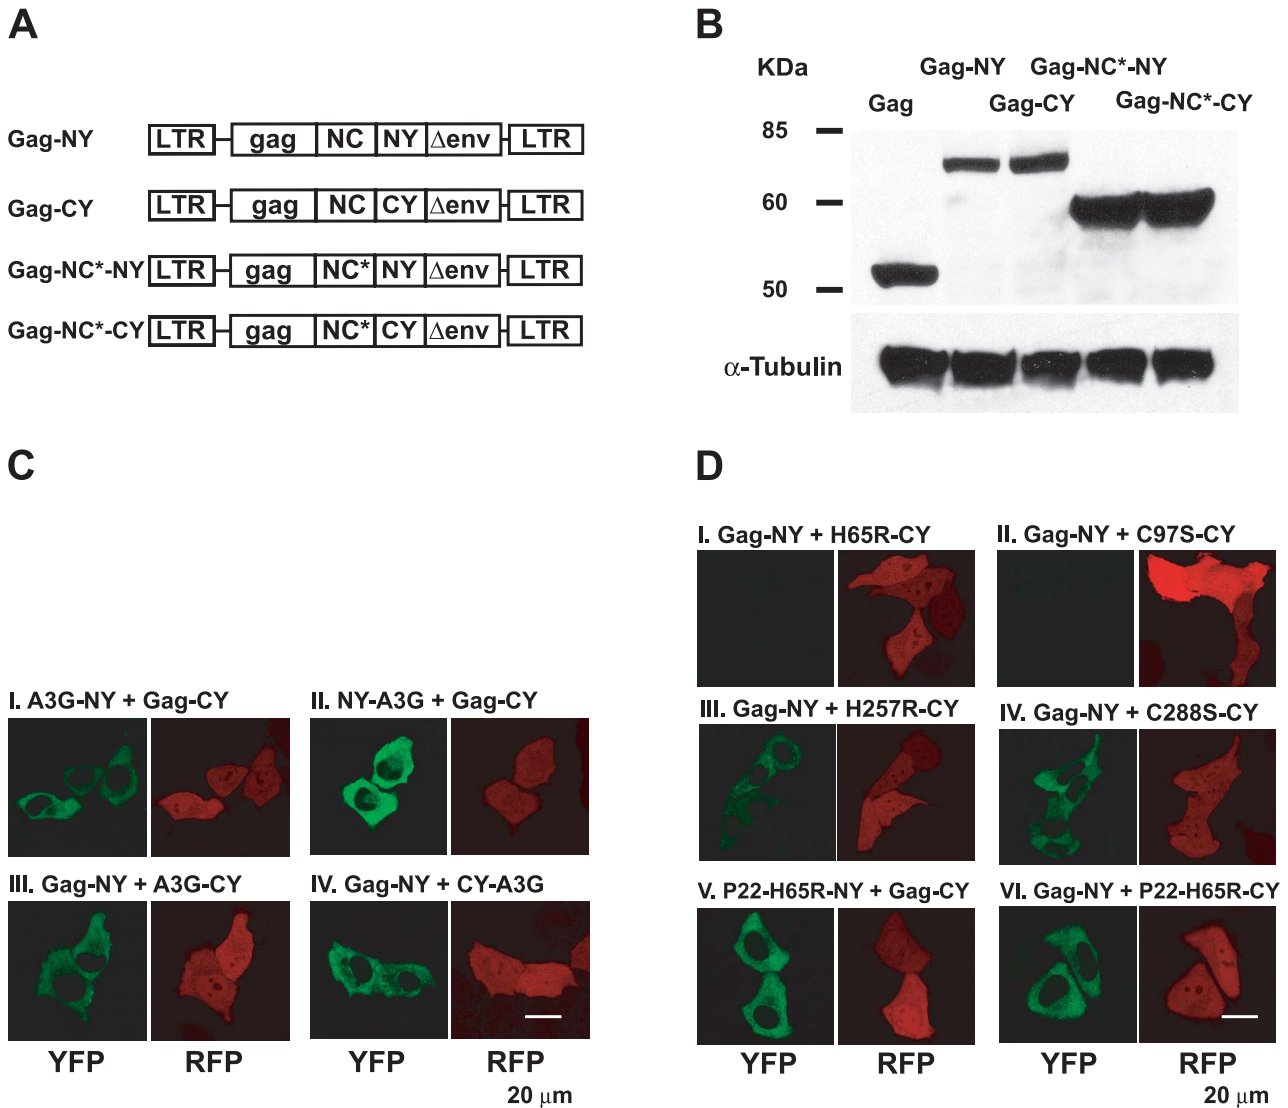 A
Gag-NY LTR gag NC NY Δenv LTR
Gag-CY LTR gag NC CY Δenv LTR
Gag-NC*-NY LTR gag NC* NY Δenv LTR
Gag-NC*-CY LTR gag NC* CY Δenv LTR
B
KDa Gag-NY Gag-NC*-NY
Gag Gag-CY Gag-NC*-CY
85
60
50
α-Tubulin
C
I. A3G-NY + Gag-CY
II. NY-A3G + Gag-CY
III. Gag-NY + A3G-CY
IV. Gag-NY + CY-A3G
YFP RFP YFP RFP
20 μm
D
I. Gag-NY + H65R-CY
II. Gag-NY + C97S-CY
III. Gag-NY + H257R-CY
IV. Gag-NY + C288S-CY
V. P22-H65R-NY + Gag-CY
VI. Gag-NY + P22-H65R-CY
YFP RFP YFP RFP
20 μm